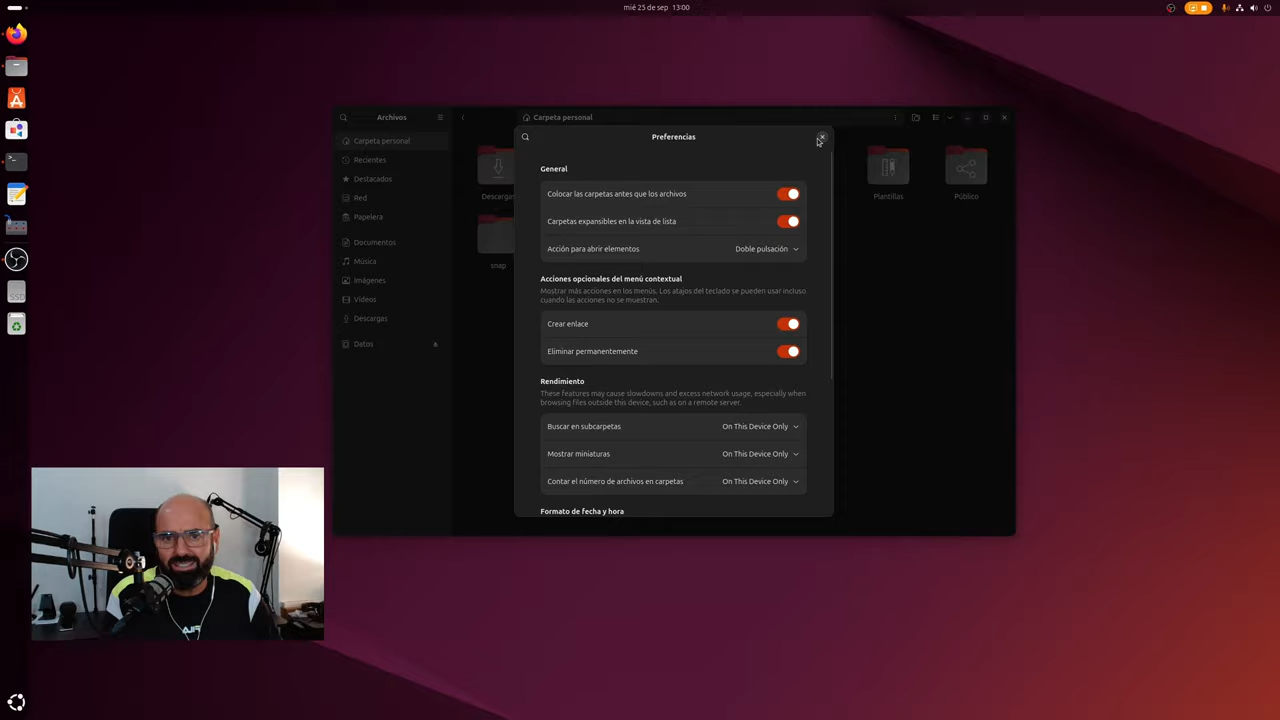 mié 25 de sep 13:00
Archivos
Carpeta personal
Carpeta personal
Recientes
Destacados
Red
Papelera
Documentos
Música
Imágenes
Vídeos
Descargas
Datos
Descargas
snap
Plantillas
Público
Preferencias
General
Colocar las carpetas antes que los archivos
Carpetas expansibles en la vista de lista
Acción para abrir elementos Doble pulsación
Acciones opcionales del menú contextual
Mostrar más acciones en los menús. Los atajos del teclado se pueden usar incluso
cuando las acciones no se muestran.
Crear enlace
Eliminar permanentemente
Rendimiento
These features may cause slowdowns and excess network usage, especially when
browsing files outside this device, such as on a remote server.
Buscar en subcarpetas On This Device Only
Mostrar miniaturas On This Device Only
Contar el número de archivos en carpetas On This Device Only
Formato de fecha y hora
SSD